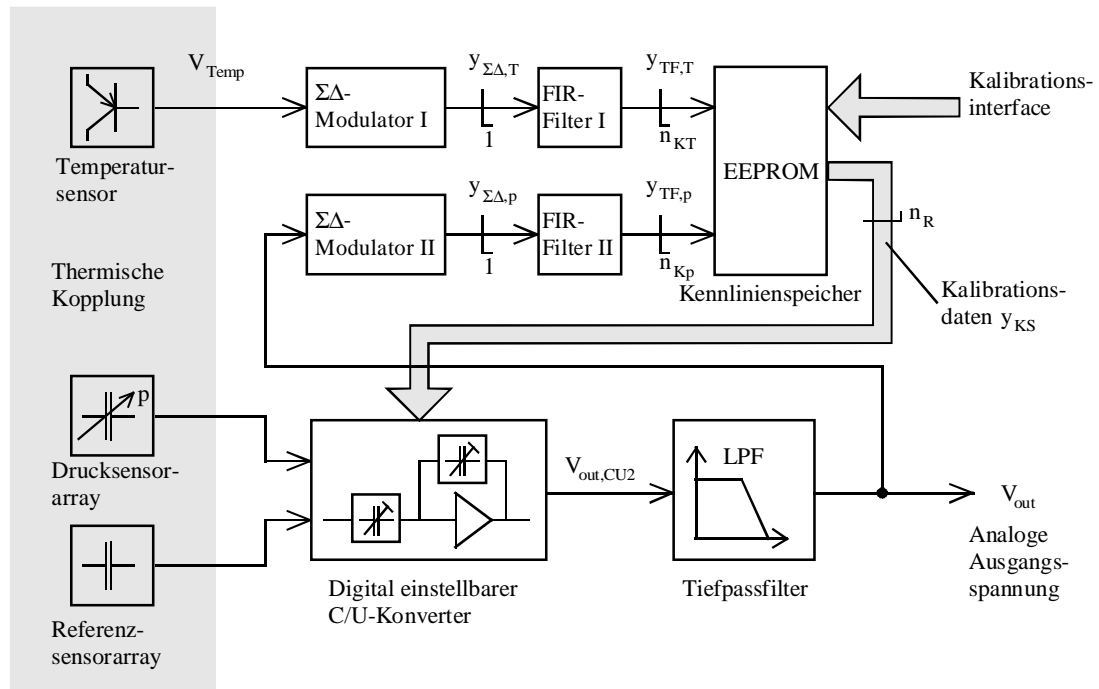 V_Temp
y_ΣΔ,T
y_TF,T
ΣΔ-
Modulator I
1
FIR-
Filter I
n_KT
Kalibrations-
interface
Temperatur-
sensor
EEPROM
y_ΣΔ,p
y_TF,p
n_R
ΣΔ-
Modulator II
1
FIR-
Filter II
n_Kp
Thermische
Kopplung
Kennlinienspeicher
Kalibrations-
daten y_KS
p
Drucksensor-
array
V_out,CU2
LPF
V_out
Analoge
Ausgangs-
spannung
Digital einstellbarer
C/U-Konverter
Tiefpassfilter
Referenz-
sensorarray